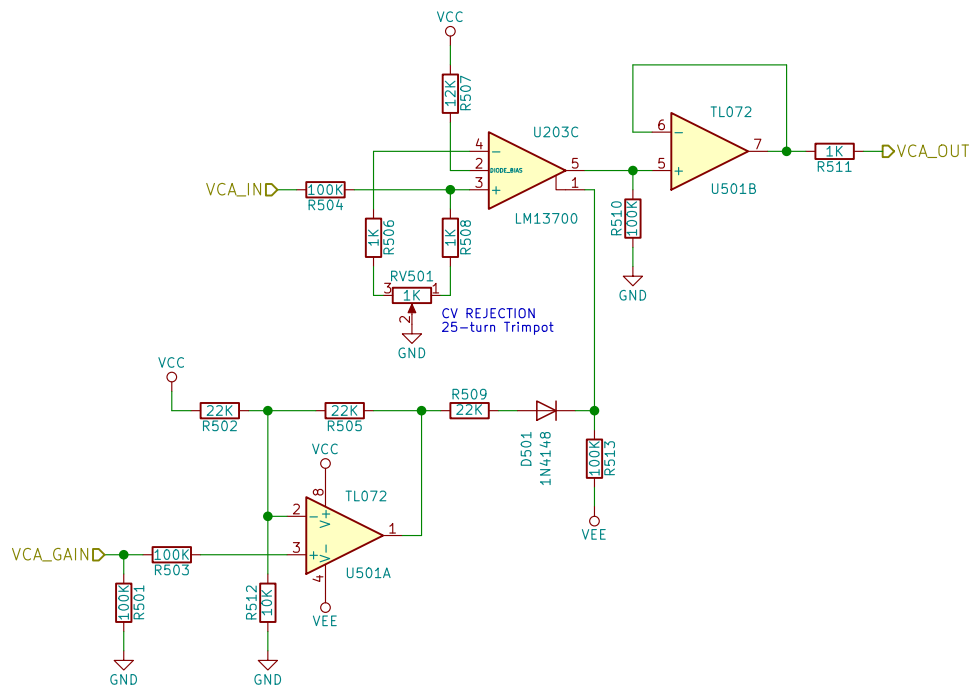 VCC
12K
R507
U203C
TL072
4
2
DIODE_BIAS
3
5
1
LM13700
6
5
7
U501B
1K
R511
VCA_OUT
VCA_IN
100K
R504
1K
R506
1K
R508
R510
100K
GND
RV501
3
1K
1
2
GND
CV REJECTION
25-turn Trimpot
VCC
22K
R502
22K
R505
R509
22K
D501
1N4148
100K
R513
VEE
VCC
8
V+
TL072
2
3
1
V-
4
U501A
VEE
VCA_GAIN
100K
R503
100K
R501
GND
R512
10K
GND